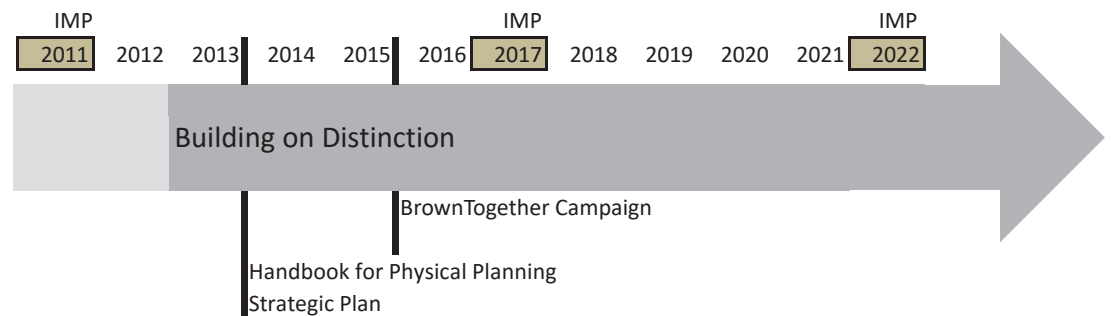 IMP IMP IMP
2011 2012 2013 2014 2015 2016 2017 2018 2019 2020 2021 2022
Building on Distinction
BrownTogether Campaign
Handbook for Physical Planning
Strategic Plan